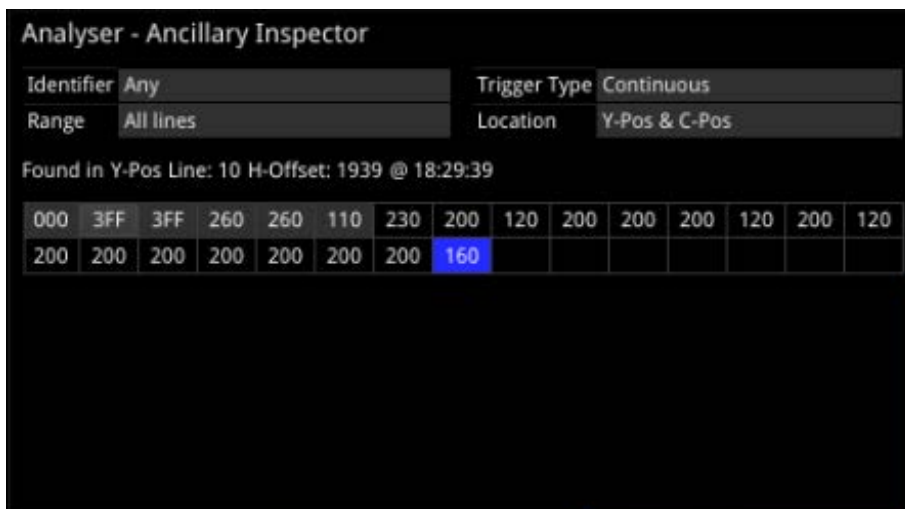 Analyser - Ancillary Inspector
Identifier Any Trigger Type Continuous
Range All lines Location Y-Pos & C-Pos
Found in Y-Pos Line: 10 H-Offset: 1939 @ 18:29:39
000 3FF 3FF 260 260 110 230 200 120 200 200 200 120 200 120
200 200 200 200 200 200 200 160